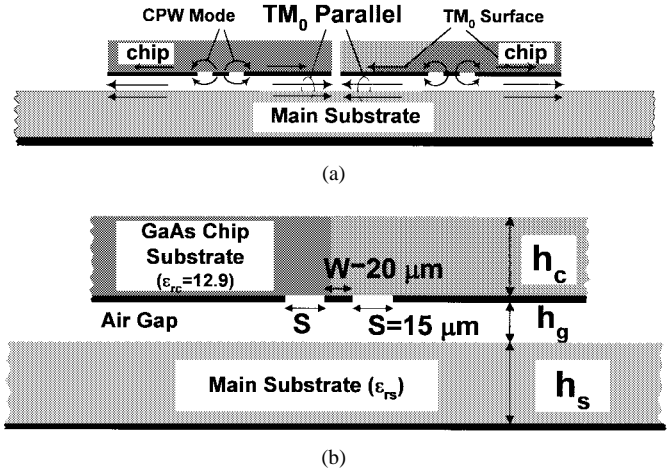 CPW Mode TM₀ Parallel TM₀ Surface
chip chip
Main Substrate
(a)
GaAs Chip
Substrate
(εrc=12.9)
W-20 μm
hc
Air Gap
S
S=15 μm
hg
Main Substrate (εrs)
hs
(b)